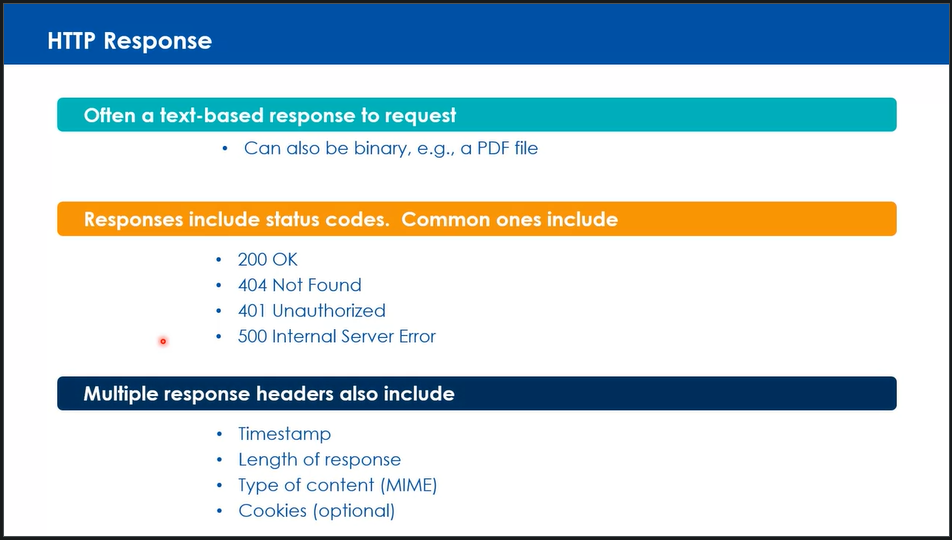 HTTP Response
Often a text-based response to request
• Can also be binary, e.g., a PDF file
Responses include status codes.  Common ones include
• 200 OK
• 404 Not Found
• 401 Unauthorized
• 500 Internal Server Error
Multiple response headers also include
• Timestamp
• Length of response
• Type of content (MIME)
• Cookies (optional)